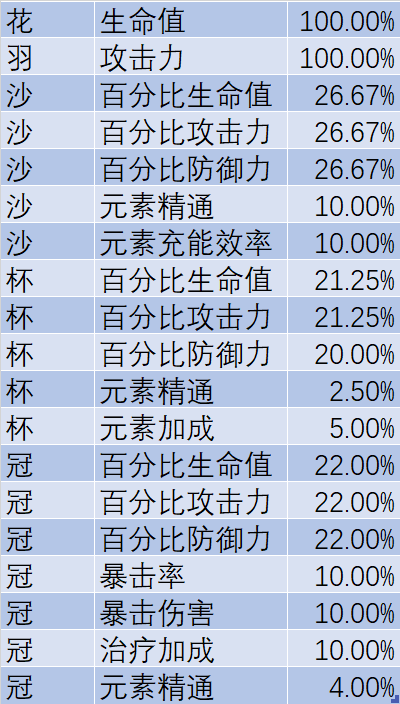 花 生命值 100.00%
羽 攻击力 100.00%
沙 百分比生命值 26.67%
沙 百分比攻击力 26.67%
沙 百分比防御力 26.67%
沙 元素精通 10.00%
沙 元素充能效率 10.00%
杯 百分比生命值 21.25%
杯 百分比攻击力 21.25%
杯 百分比防御力 20.00%
杯 元素精通 2.50%
杯 元素加成 5.00%
冠 百分比生命值 22.00%
冠 百分比攻击力 22.00%
冠 百分比防御力 22.00%
冠 暴击率 10.00%
冠 暴击伤害 10.00%
冠 治疗加成 10.00%
冠 元素精通 4.00%